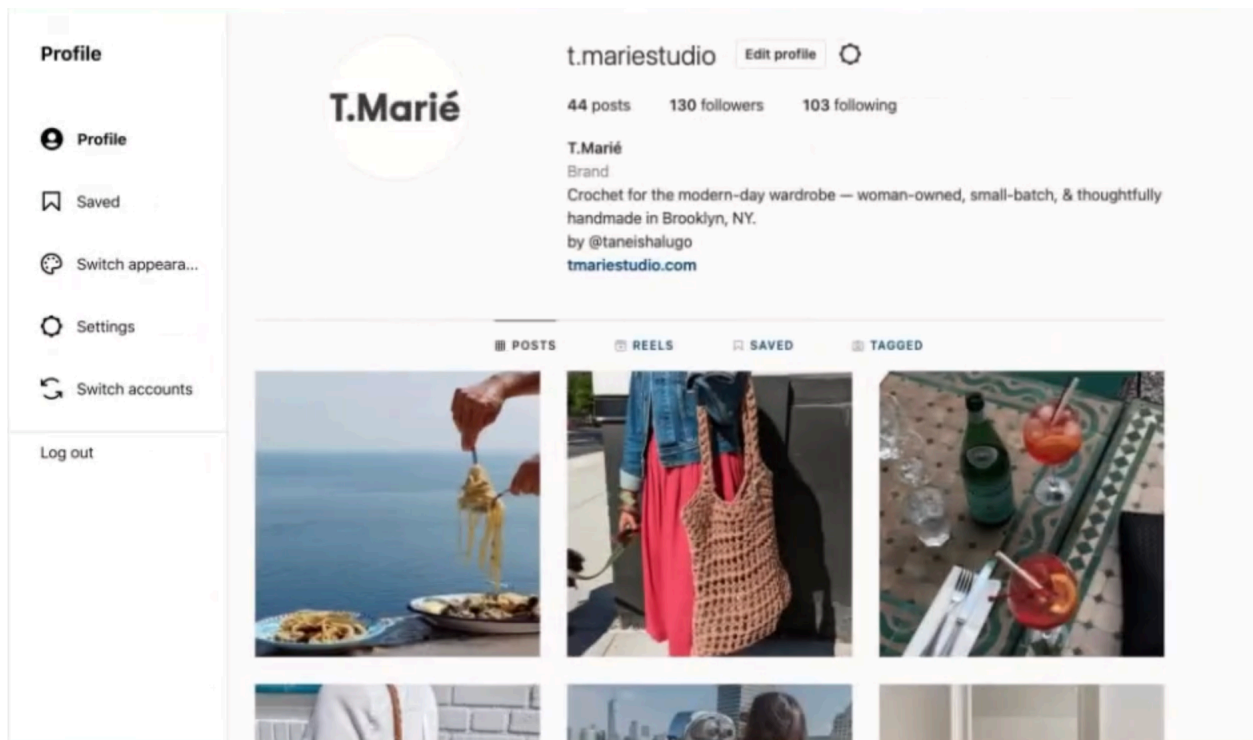 Profile
Profile
Saved
Switch appeara...
Settings
Switch accounts
Log out
T.Marié
t.mariestudio Edit profile
44 posts 130 followers 103 following
T.Marié
Brand
Crochet for the modern-day wardrobe — woman-owned, small-batch, & thoughtfully
handmade in Brooklyn, NY.
by @taneishalugo
tmariestudio.com
POSTS REELS SAVED TAGGED